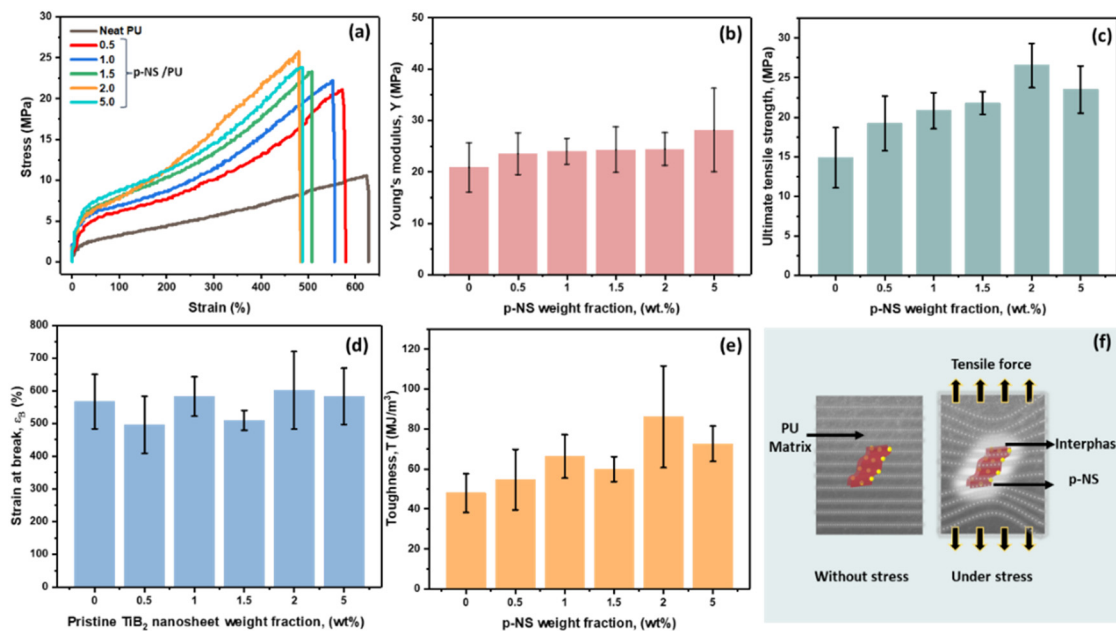 (a)
Neat PU
0.5
1.0
1.5
2.0
5.0
p-NS /PU
30
25
20
15
10
5
0
Stress (MPa)
0 100 200 300 400 500 600
Strain (%)
(b)
50
40
30
20
10
0
Young's modulus, Y (MPa)
0 0.5 1 1.5 2 5
p-NS weight fraction, (wt.%)
(c)
30
25
20
15
10
5
0
Ultimate tensile strength, (MPa)
0 0.5 1 1.5 2 5
p-NS weight fraction, (wt.%)
(d)
800
700
600
500
400
300
200
100
0
Strain at break, εB (%)
0 0.5 1 1.5 2 5
Pristine TiB2 nanosheet weight fraction, (wt%)
(e)
120
100
80
60
40
20
0
Toughness, T (MJ/m3)
0 0.5 1 1.5 2 5
p-NS weight fraction, (wt%)
(f)
Tensile force
PU
Matrix
Interphas
p-NS
Without stress
Under stress